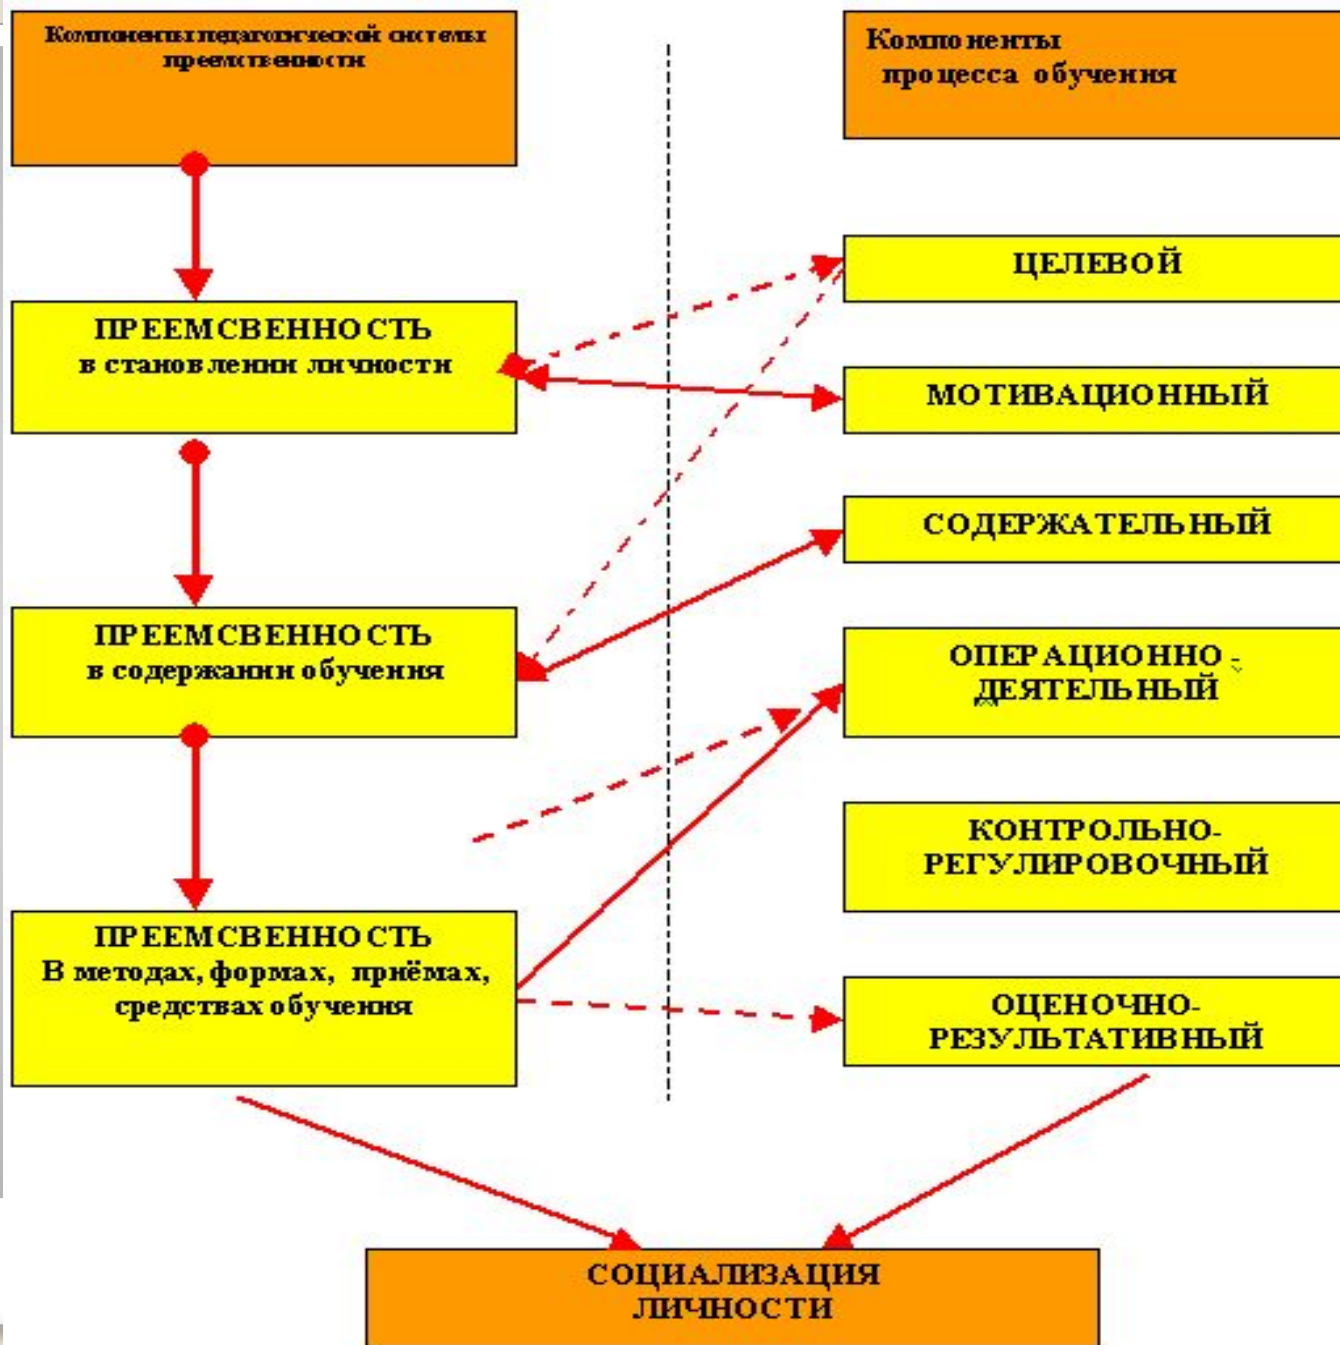 Компоненты педагогической системы
преемственности
Компоненты
процесса обучения
ЦЕЛЕВОЙ
ПРЕЕМСВЕННОСТЬ
в становлении личности
МОТИВАЦИОННЫЙ
СОДЕРЖАТЕЛЬНЫЙ
ПРЕЕМСВЕННОСТЬ
в содержании обучения
ОПЕРАЦИОННО -
ДЕЯТЕЛЬНЫЙ
КОНТРОЛЬНО-
РЕГУЛИРОВОЧНЫЙ
ПРЕЕМСВЕННОСТЬ
В методах, формах, приёмах,
средствах обучения
ОЦЕНОЧНО-
РЕЗУЛЬТАТИВНЫЙ
СОЦИАЛИЗАЦИЯ
ЛИЧНОСТИ